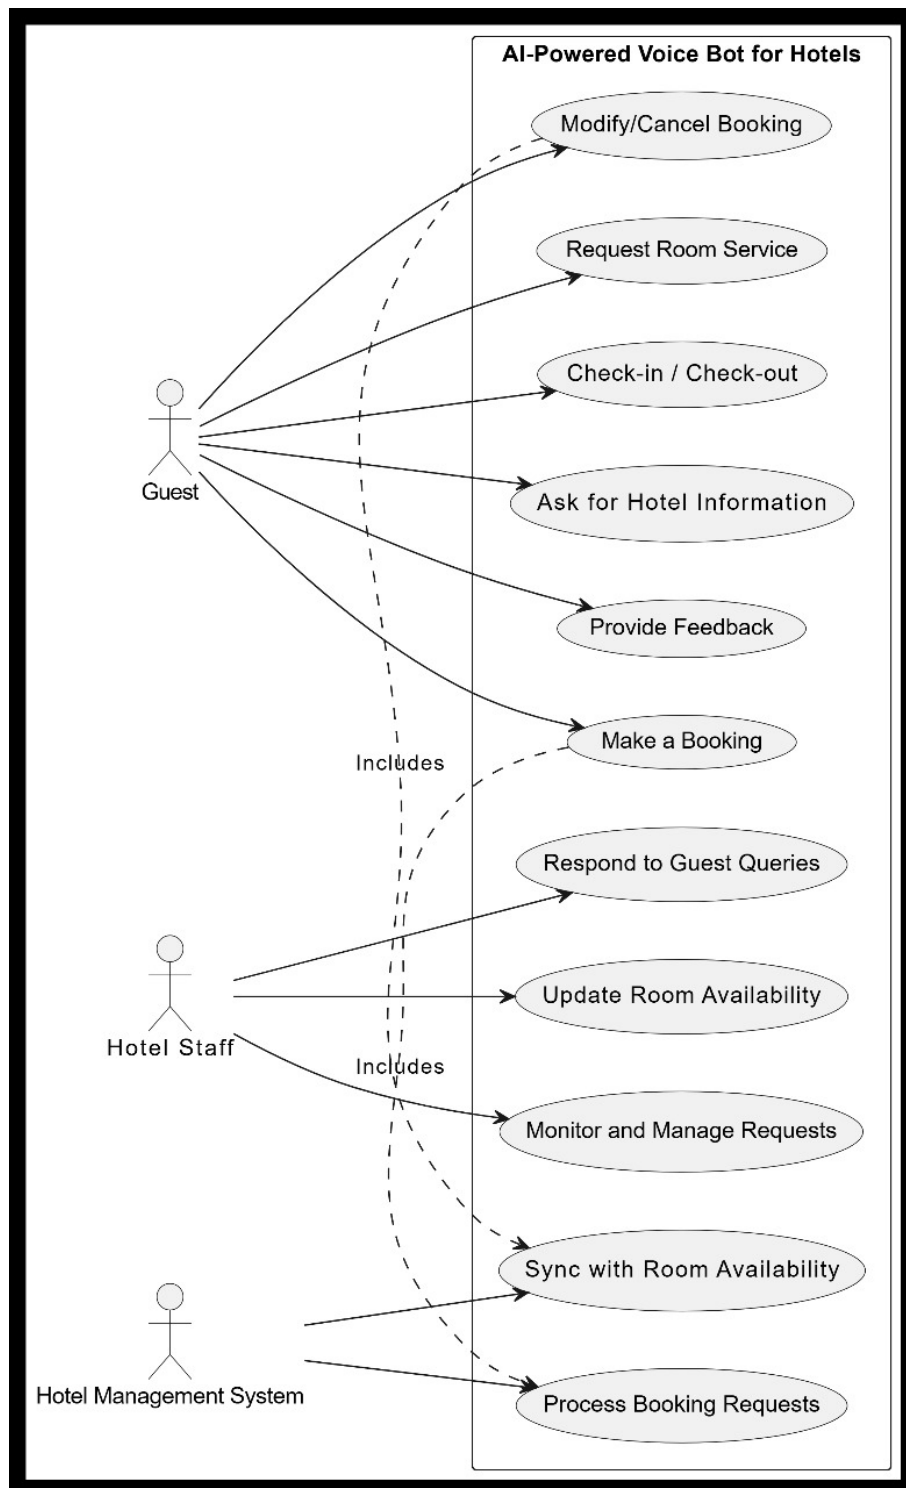 AI-Powered Voice Bot for Hotels
Modify/Cancel Booking
Request Room Service
Check-in / Check-out
Guest
Ask for Hotel Information
Provide Feedback
Make a Booking
Includes
Respond to Guest Queries
Update Room Availability
Hotel Staff
Includes
Monitor and Manage Requests
Sync with Room Availability
Hotel Management System
Process Booking Requests